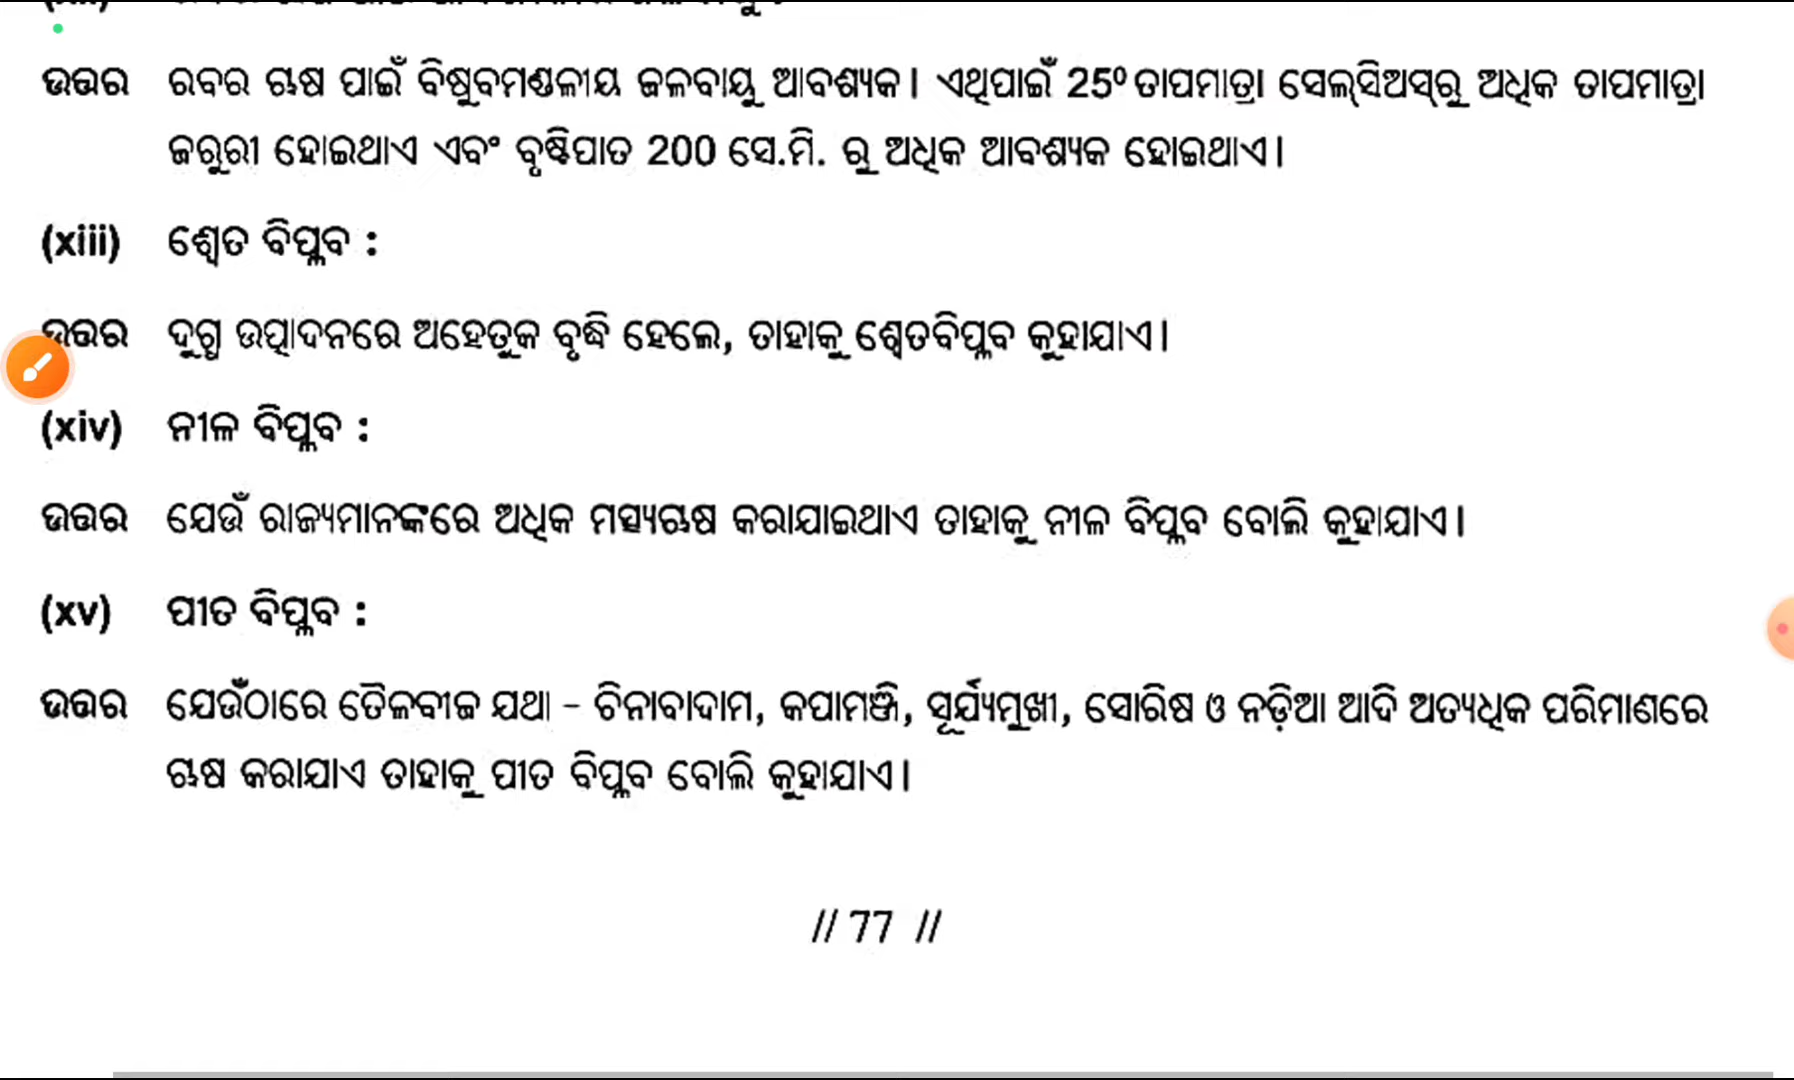 ଉତ୍ତର ରବର ଚାଷ ପାଇଁ ବିଷୁବମଣ୍ଡଳୀୟ ଜଳବାୟୁ ଆବଶ୍ୟକ। ଏଥିପାଇଁ 25⁰ ତାପମାତ୍ରା ସେଲ୍‌ସିଅସ୍‌ରୁ ଅଧିକ ତାପମାତ୍ରା
ଜରୁରୀ ହୋଇଥାଏ ଏବଂ ବୃଷ୍ଟିପାତ 200 ସେ.ମି. ରୁ ଅଧିକ ଆବଶ୍ୟକ ହୋଇଥାଏ।
(xiii) ଶ୍ୱେତ ବିପ୍ଳବ :
ଉତ୍ତର ଦୁଗ୍ଧ ଉତ୍ପାଦନରେ ଅହେତୁକ ବୃଦ୍ଧି ହେଲେ, ତାହାକୁ ଶ୍ୱେତବିପ୍ଳବ କୁହାଯାଏ।
(xiv) ନୀଳ ବିପ୍ଳବ :
ଉତ୍ତର ଯେଉଁ ରାଜ୍ୟମାନଙ୍କରେ ଅଧିକ ମତ୍ସ୍ୟଚାଷ କରାଯାଇଥାଏ ତାହାକୁ ନୀଳ ବିପ୍ଳବ ବୋଲି କୁହାଯାଏ।
(xv) ପୀତ ବିପ୍ଳବ :
ଉତ୍ତର ଯେଉଁଠାରେ ତୈଳବୀଜ ଯଥା – ଚିନାବାଦାମ, କପାମଞ୍ଜି, ସୂର୍ଯ୍ୟମୁଖୀ, ସୋରିଷ ଓ ନଡ଼ିଆ ଆଦି ଅତ୍ୟଧିକ ପରିମାଣରେ
ଚାଷ କରାଯାଏ ତାହାକୁ ପୀତ ବିପ୍ଳବ ବୋଲି କୁହାଯାଏ।
// 77 //